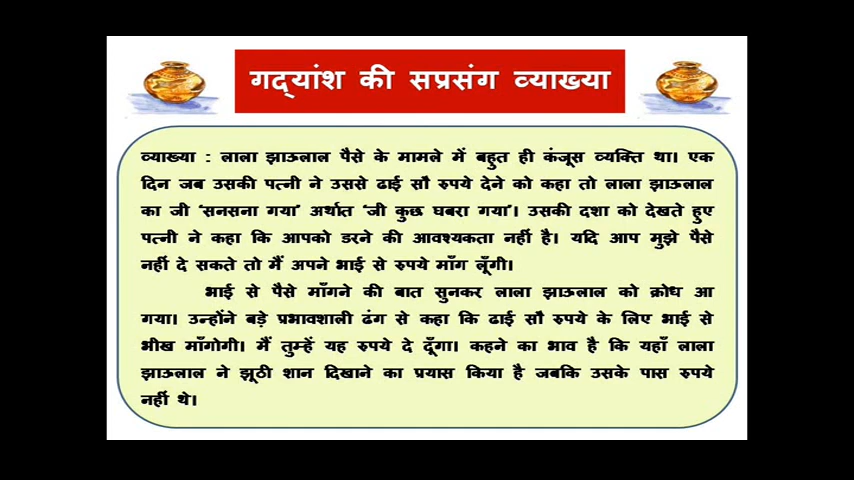 गद्यांश की सप्रसंग व्याख्या
व्याख्या : लाला झाऊलाल पैसे के मामले में बहुत ही कंजूस व्यक्ति था। एक
दिन जब उसकी पत्नी ने उससे ढाई सौ रुपये देने को कहा तो लाला झाऊलाल
का जी 'सनसना गया' अर्थात 'जी कुछ घबरा गया'। उसकी दशा को देखते हुए
पत्नी ने कहा कि आपको डरने की आवश्यकता नहीं है। यदि आप मुझे पैसे
नहीं दे सकते तो मैं अपने भाई से रुपये माँग लूँगी।
भाई से पैसे माँगने की बात सुनकर लाला झाऊलाल को क्रोध आ
गया। उन्होंने बड़े प्रभावशाली ढंग से कहा कि ढाई सौ रुपये के लिए भाई से
भीख माँगोगी। मैं तुम्हें यह रुपये दे दूँगा। कहने का भाव है कि यहाँ लाला
झाऊलाल ने झूठी शान दिखाने का प्रयास किया है जबकि उसके पास रुपये
नहीं थे।